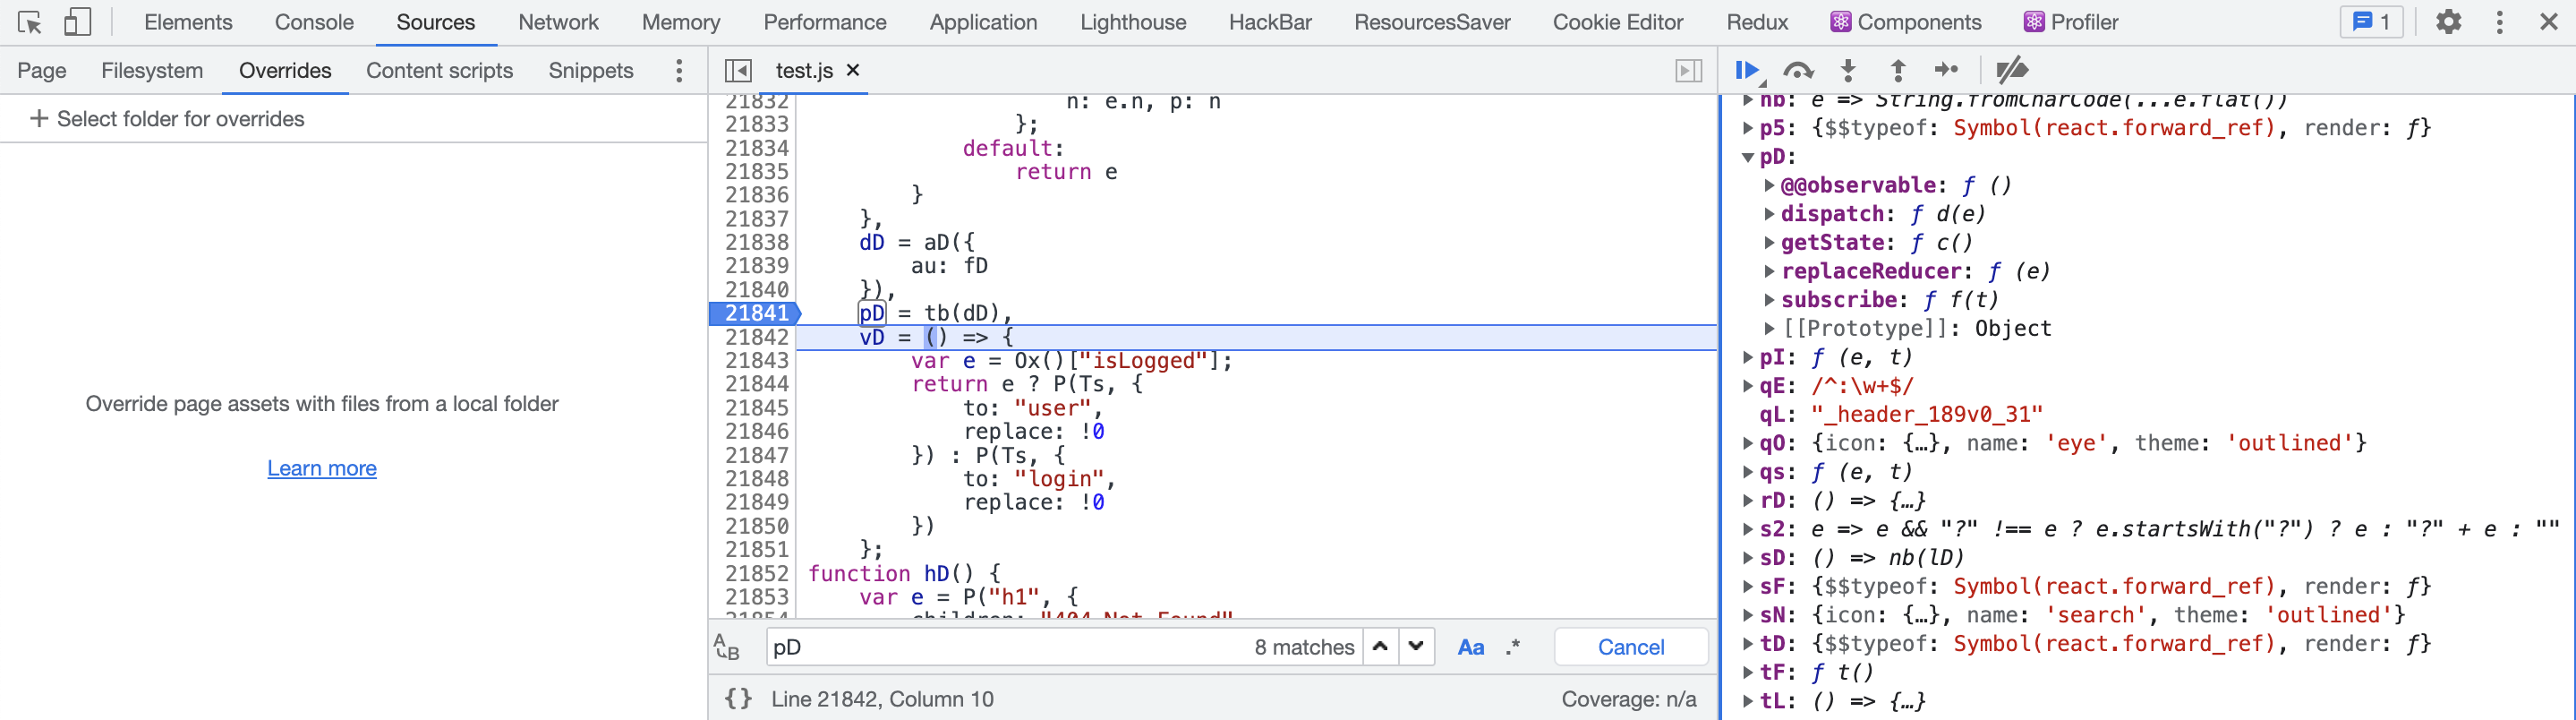 Elements Console Sources Network Memory Performance Application Lighthouse HackBar ResourcesSaver Cookie Editor Redux Components Profiler 1
Page Filesystem Overrides Content scripts Snippets
+ Select folder for overrides
Override page assets with files from a local folder
Learn more
test.js
21832 n: e.n, p: n
21833 };
21834 default:
21835 return e
21836 }
21837 },
21838 dD = aD({
21839 au: fD
21840 }),
21841 pD = tb(dD),
21842 vD = () => {
21843 var e = Ox()["isLogged"];
21844 return e ? P(Ts, {
21845 to: "user",
21846 replace: !0
21847 }) : P(Ts, {
21848 to: "login",
21849 replace: !0
21850 })
21851 };
21852 function hD() {
21853 var e = P("h1", {
21854 children: "404 Not Found"
pD 8 matches Aa .* Cancel
{} Line 21842, Column 10 Coverage: n/a
nb: e => String.fromCharCode(...e.flat())
p5: {$$typeof: Symbol(react.forward_ref), render: ƒ}
pD:
@@observable: ƒ ()
dispatch: ƒ d(e)
getState: ƒ c()
replaceReducer: ƒ (e)
subscribe: ƒ f(t)
[[Prototype]]: Object
pI: ƒ (e, t)
qE: /^:\w+$/
qL: "_header_189v0_31"
qO: {icon: {…}, name: 'eye', theme: 'outlined'}
qs: ƒ (e, t)
rD: () => {…}
s2: e => e && "?" !== e ? e.startsWith("?") ? e : "?" + e : ""
sD: () => nb(lD)
sF: {$$typeof: Symbol(react.forward_ref), render: ƒ}
sN: {icon: {…}, name: 'search', theme: 'outlined'}
tD: {$$typeof: Symbol(react.forward_ref), render: ƒ}
tF: ƒ t()
tL: () => {…}